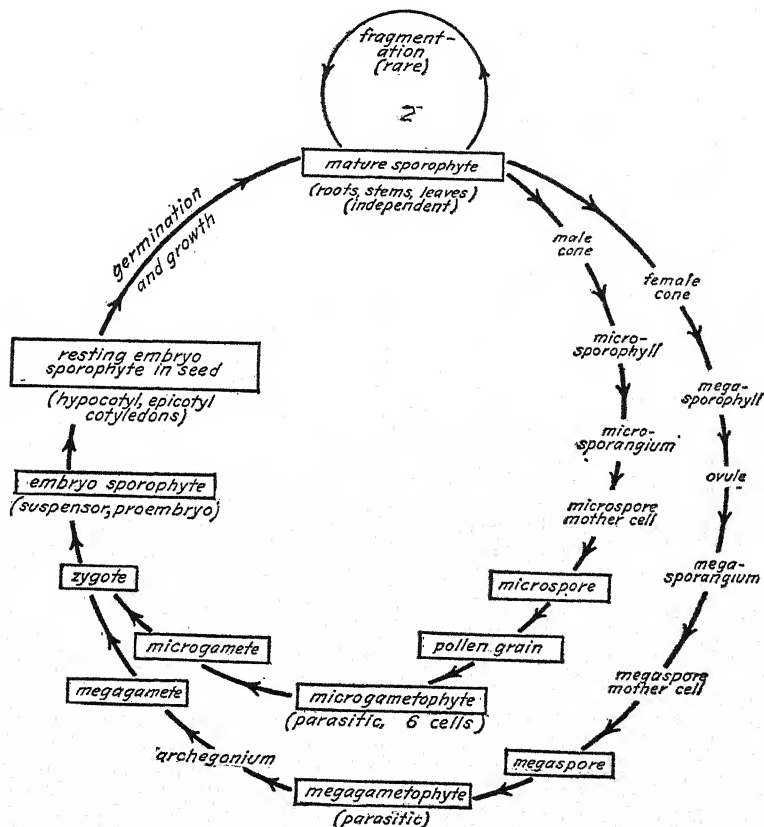 fragment-
ation
(rare)
2
mature sporophyte
(roots, stems, leaves)
(independent)
germination
and growth
male
cone
female
cone
resting embryo
sporophyte in seed
(hypocotyl, epicotyl
cotyledons)
micro-
sporophyll
mega-
sporophyll
micro-
sporangium
embryo sporophyte
(suspensor, proembryo)
ovule
microspore
mother cell
zygote
microspore
mega-
sporangium
microgamete
pollen grain
megagamete
microgametophyte
(parasitic, 6 cells)
megaspore
mother cell
archegonium
megaspore
megagametophyte
(parasitic)